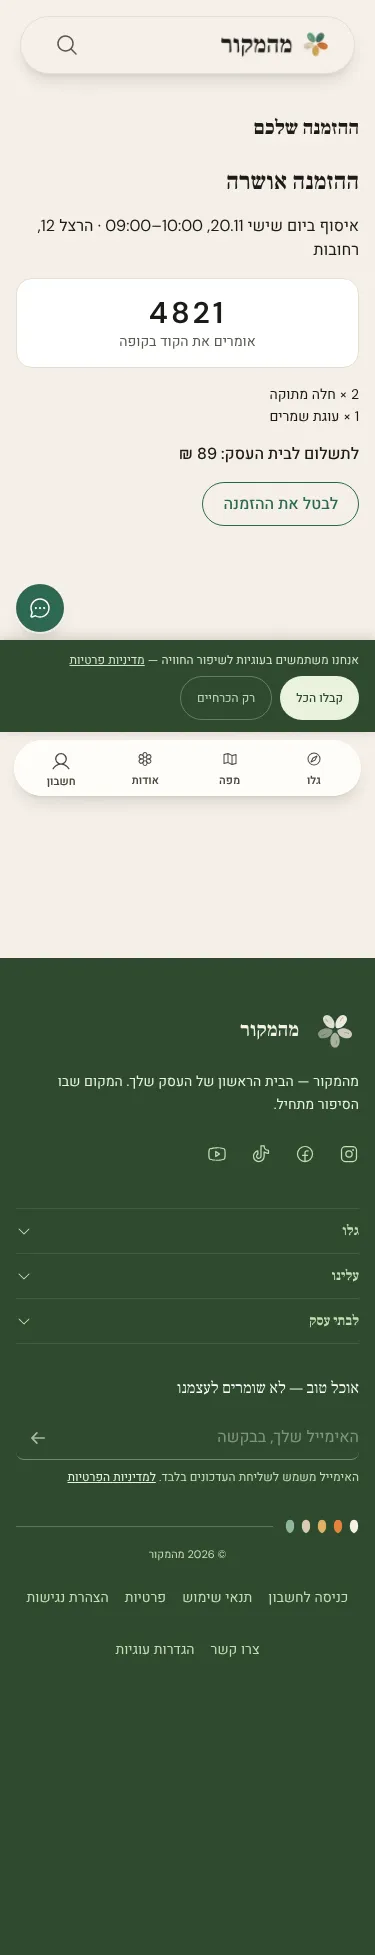 מהמקור
ההזמנה שלכם
ההזמנה אושרה
איסוף ביום שישי 20.11, 09:00–10:00 · הרצל 12,
רחובות
4821
אומרים את הקוד בקופה
2 × חלה מתוקה
1 × עוגת שמרים
לתשלום לבית העסק: 89 ₪
לבטל את ההזמנה
אנחנו משתמשים בעוגיות לשיפור החוויה — מדיניות פרטיות
קבלו הכל
רק הכרחיים
גלו
מפה
אודות
חשבון
מהמקור
מהמקור — הבית הראשון של העסק שלך. המקום שבו
הסיפור מתחיל.
גלו
עלינו
לבתי עסק
אוכל טוב — לא שומרים לעצמנו
האימייל שלך, בבקשה
האימייל משמש לשליחת העדכונים בלבד. למדיניות הפרטיות
© 2026 מהמקור
כניסה לחשבון תנאי שימוש פרטיות הצהרת נגישות
צרו קשר הגדרות עוגיות